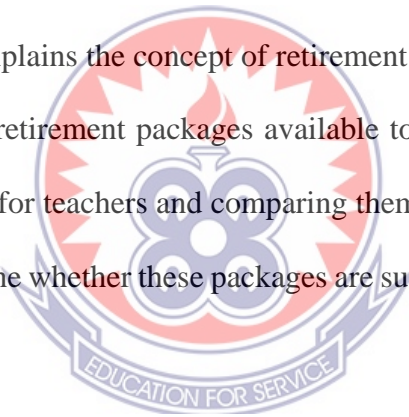 plains the concept of retirement
retirement packages available to
for teachers and comparing them
ne whether these packages are su
EDUCATION FOR SERVICE